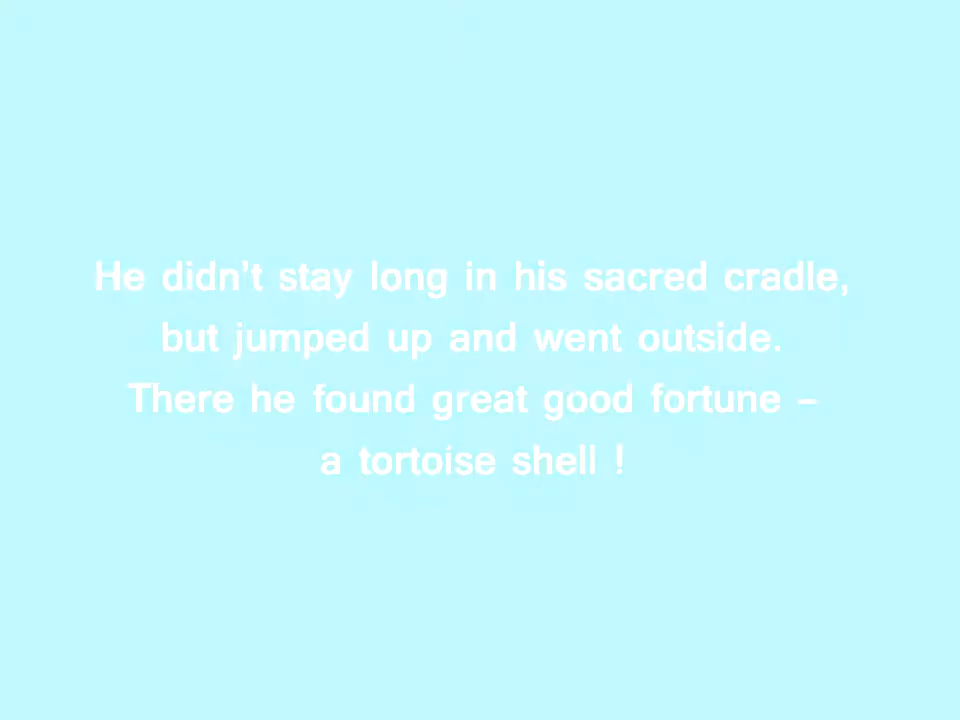 He didn’t stay long in his sacred cradle,
but jumped up and went outside.
There he found great good fortune –
a tortoise shell !